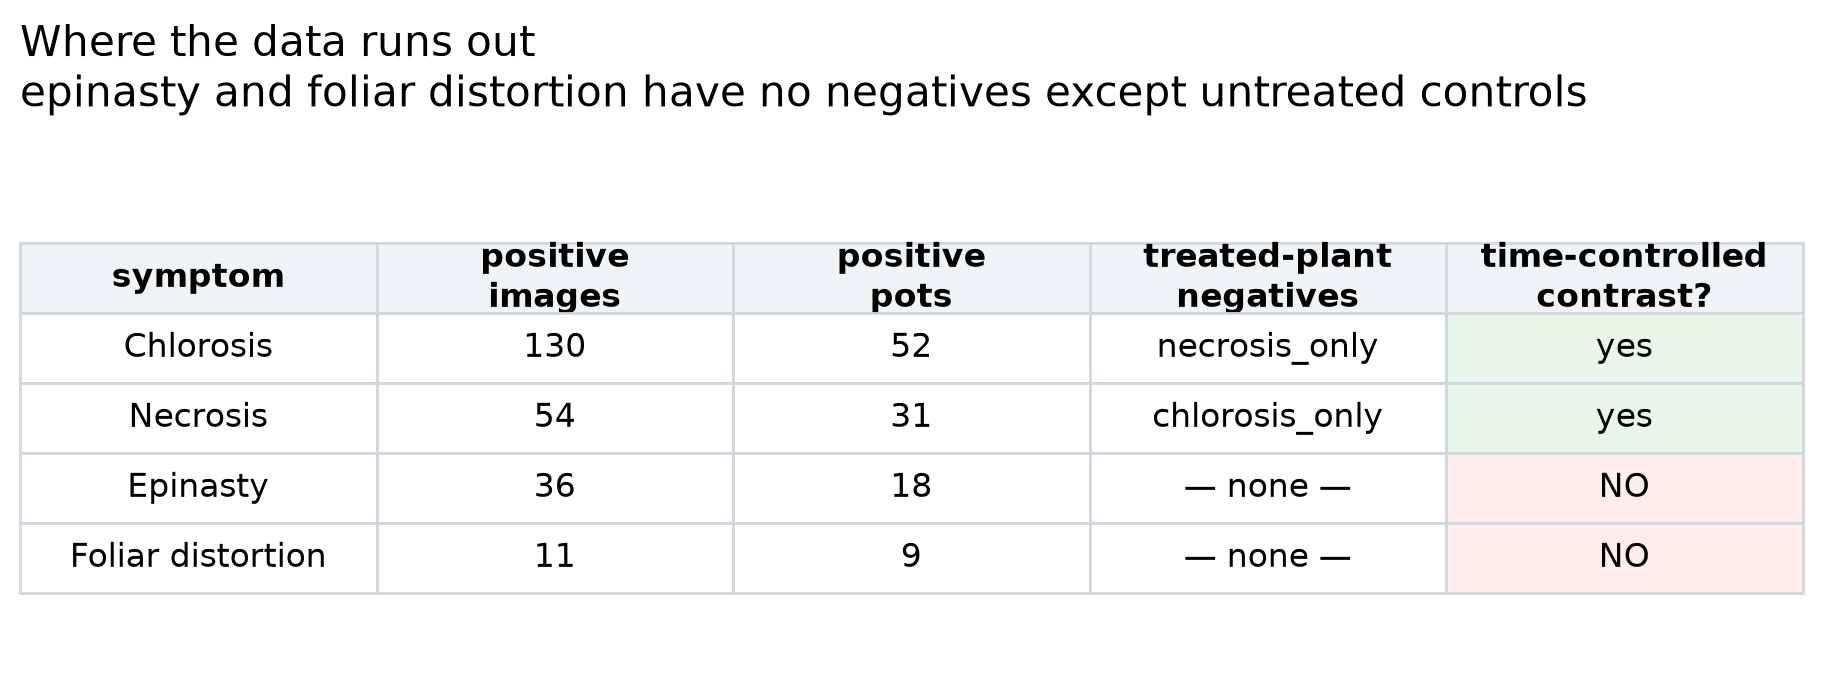 Where the data runs out
epinasty and foliar distortion have no negatives except untreated controls
symptom positive images positive pots treated-plant negatives time-controlled contrast?
Chlorosis 130 52 necrosis_only yes
Necrosis 54 31 chlorosis_only yes
Epinasty 36 18 — none — NO
Foliar distortion 11 9 — none — NO